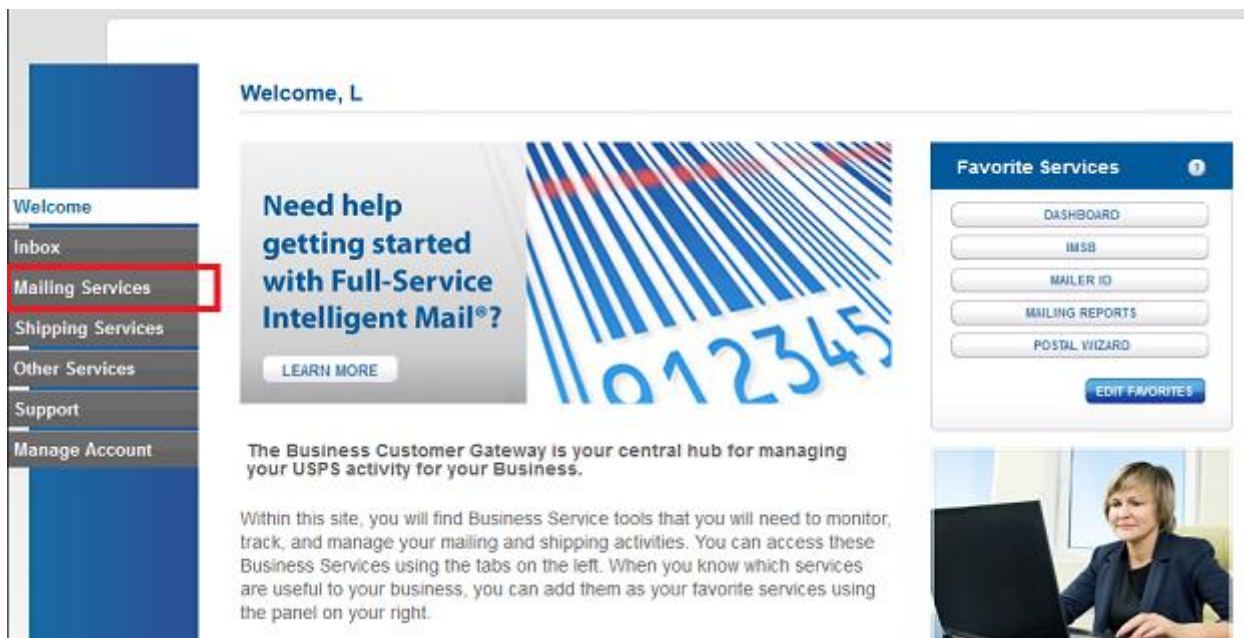 Welcome, L
Need help
getting started
with Full-Service
Intelligent Mail®?
LEARN MORE
012345
Favorite Services
?
DASHBOARD
IMSB
MAILER ID
MAILING REPORTS
POSTAL WIZARD
EDIT FAVORITES
Welcome
Inbox
Mailing Services
Shipping Services
Other Services
Support
Manage Account
The Business Customer Gateway is your central hub for managing
your USPS activity for your Business.
Within this site, you will find Business Service tools that you will need to monitor,
track, and manage your mailing and shipping activities. You can access these
Business Services using the tabs on the left. When you know which services
are useful to your business, you can add them as your favorite services using
the panel on your right.